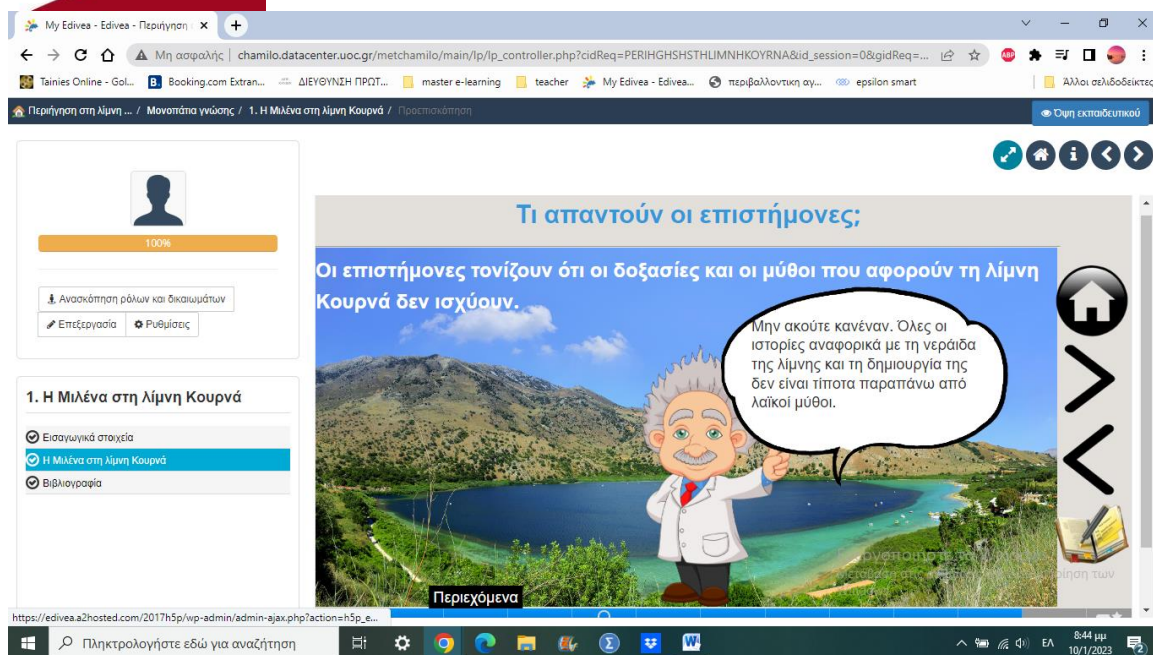 My Edivea - Edivea - Περιήγηση
Μη ασφαλής | chamilo.datacenter.uoc.gr/metchamilo/main/lp/lp_controller.php?cidReq=PERIHGHSHSTHLIMNHKOYRNA&id_session=0&gidReq=...
Tainies Online - Gol... Booking.com Extran... ΔΙΕΥΘΥΝΣΗ ΠΡΩΤ... master e-learning teacher My Edivea - Edivea... περιβαλλοντικη αγ... epsilon smart Άλλοι σελιδοδείκτες
Περιήγηση στη λίμνη ... / Μονοπάτια γνώσης / 1. Η Μιλένα στη λίμνη Κουρνά / Προεπισκόπηση
Όψη εκπαιδευτικού
100%
Ανασκόπηση ρόλων και δικαιωμάτων
Επεξεργασία Ρυθμίσεις
1. Η Μιλένα στη λίμνη Κουρνά
Εισαγωγικά στοιχεία
Η Μιλένα στη λίμνη Κουρνά
Βιβλιογραφία
Τι απαντούν οι επιστήμονες;
Οι επιστήμονες τονίζουν ότι οι δοξασίες και οι μύθοι που αφορούν τη λίμνη
Κουρνά δεν ισχύουν.
Μην ακούτε κανέναν. Όλες οι
ιστορίες αναφορικά με τη νεράιδα
της λίμνης και τη δημιουργία της
δεν είναι τίποτα παραπάνω από
λαϊκοί μύθοι.
Περιεχόμενα
https://edivea.a2hosted.com/2017h5p/wp-admin/admin-ajax.php?action=h5p_e...
Πληκτρολογήστε εδώ για αναζήτηση
ΕΛ
8:44 μμ
10/1/2023